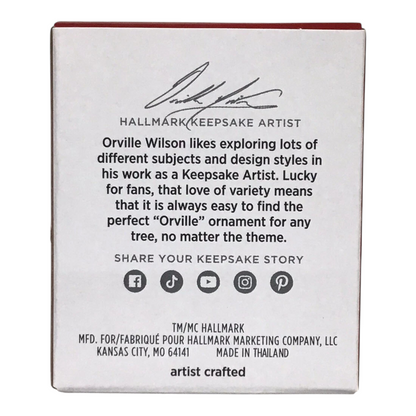 Orville Wilson
HALLMARK KEEPSAKE ARTIST
Orville Wilson likes exploring lots of
different subjects and design styles in
his work as a Keepsake Artist. Lucky
for fans, that love of variety means
that it is always easy to find the
perfect “Orville” ornament for any
tree, no matter the theme.
SHARE YOUR KEEPSAKE STORY
TM/MC HALLMARK
MFD. FOR/FABRIQUÉ POUR HALLMARK MARKETING COMPANY, LLC
KANSAS CITY, MO 64141 MADE IN THAILAND
artist crafted